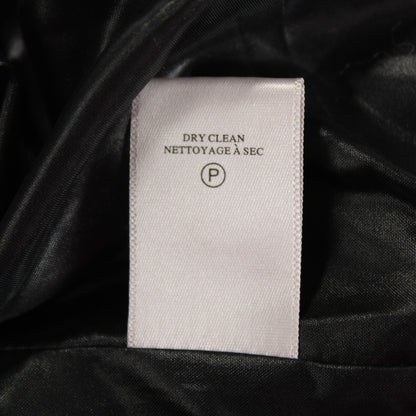 DRY CLEAN
NETTOYAGE À SEC
P